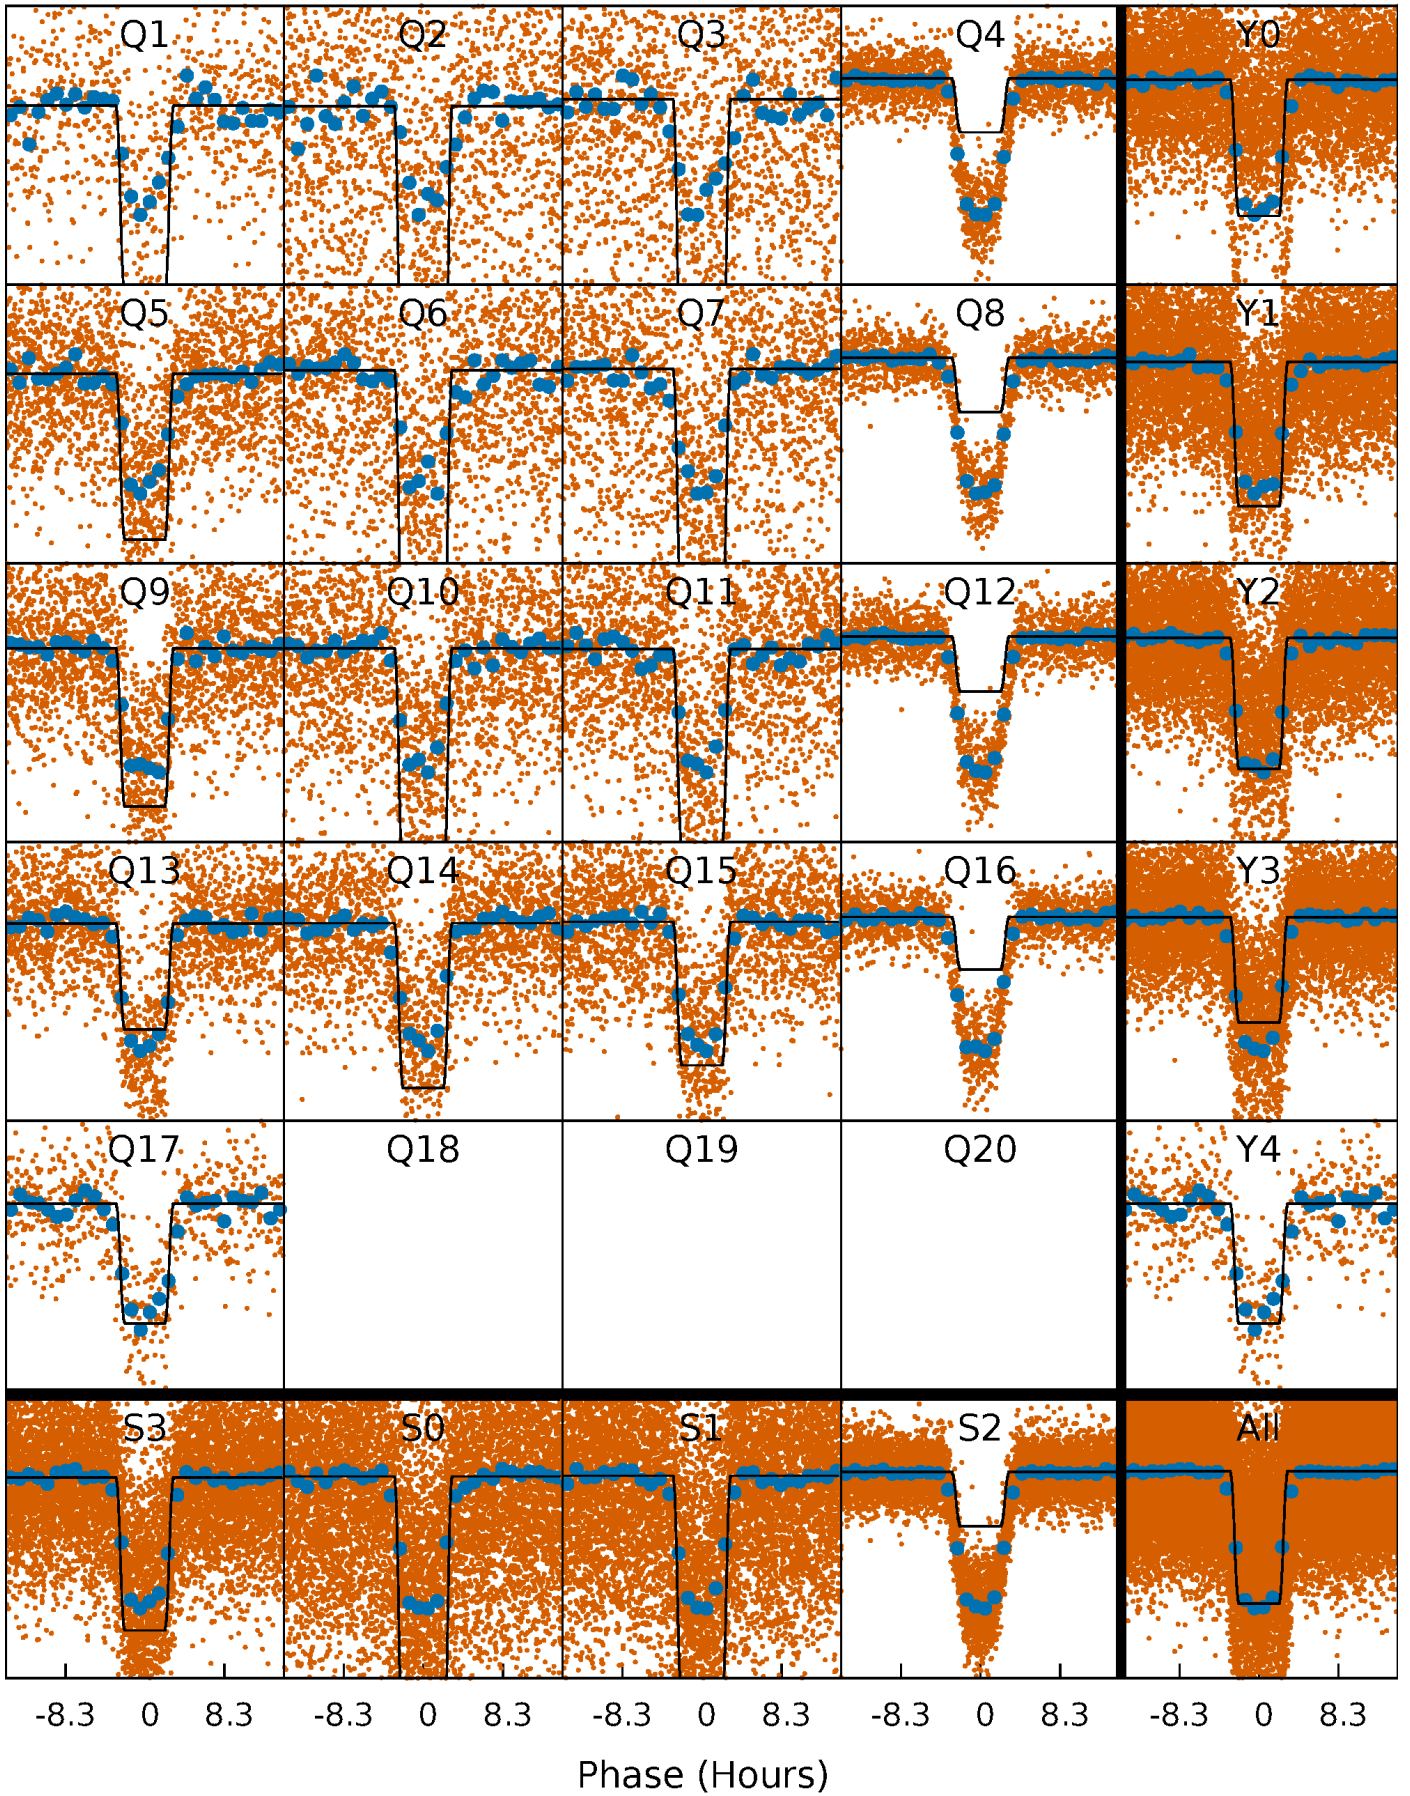 Q1 Q2 Q3 Q4 Y0
Q5 Q6 Q7 Q8 Y1
Q9 Q10 Q11 Q12 Y2
Q13 Q14 Q15 Q16 Y3
Q17 Q18 Q19 Q20 Y4
S3 S0 S1 S2 All
-8.3 0 8.3 -8.3 0 8.3 -8.3 0 8.3 -8.3 0 8.3 -8.3 0 8.3
Phase (Hours)